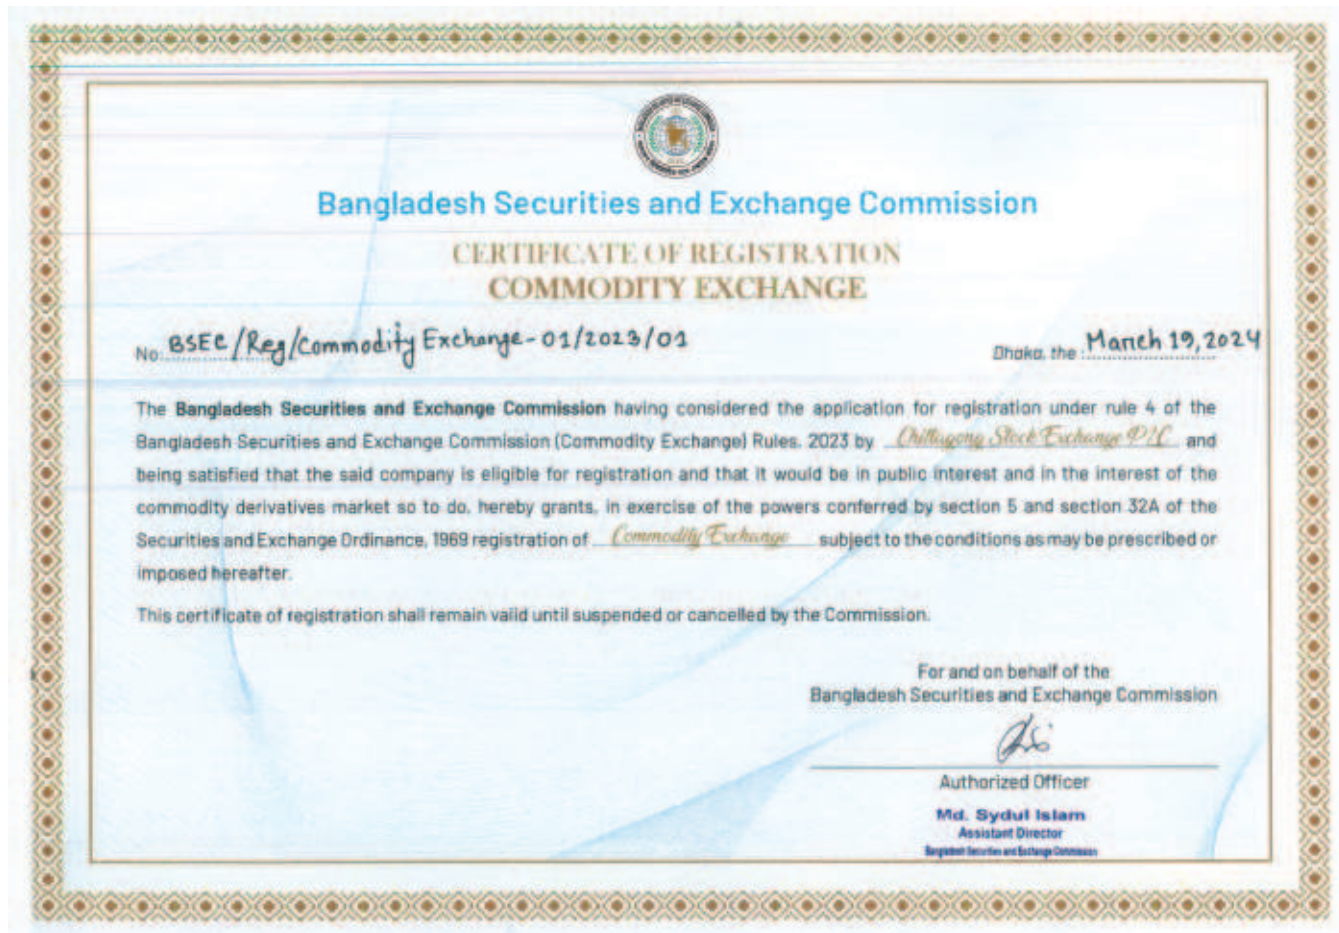 Bangladesh Securities and Exchange Commission
CERTIFICATE OF REGISTRATION
COMMODITY EXCHANGE
No: BSEC/Reg/Commodity Exchange-01/2023/01
Dhaka, the: March 19, 2024
The Bangladesh Securities and Exchange Commission having considered the application for registration under rule 4 of the
Bangladesh Securities and Exchange Commission (Commodity Exchange) Rules, 2023 by Chittagong Stock Exchange PLC and
being satisfied that the said company is eligible for registration and that it would be in public interest and in the interest of the
commodity derivatives market so to do, hereby grants, in exercise of the powers conferred by section 5 and section 32A of the
Securities and Exchange Ordinance, 1969 registration of Commodity Exchange subject to the conditions as may be prescribed or
imposed hereafter.
This certificate of registration shall remain valid until suspended or cancelled by the Commission.
For and on behalf of the
Bangladesh Securities and Exchange Commission
Authorized Officer
Md. Sydul Islam
Assistant Director
Bangladesh Securities and Exchange Commission